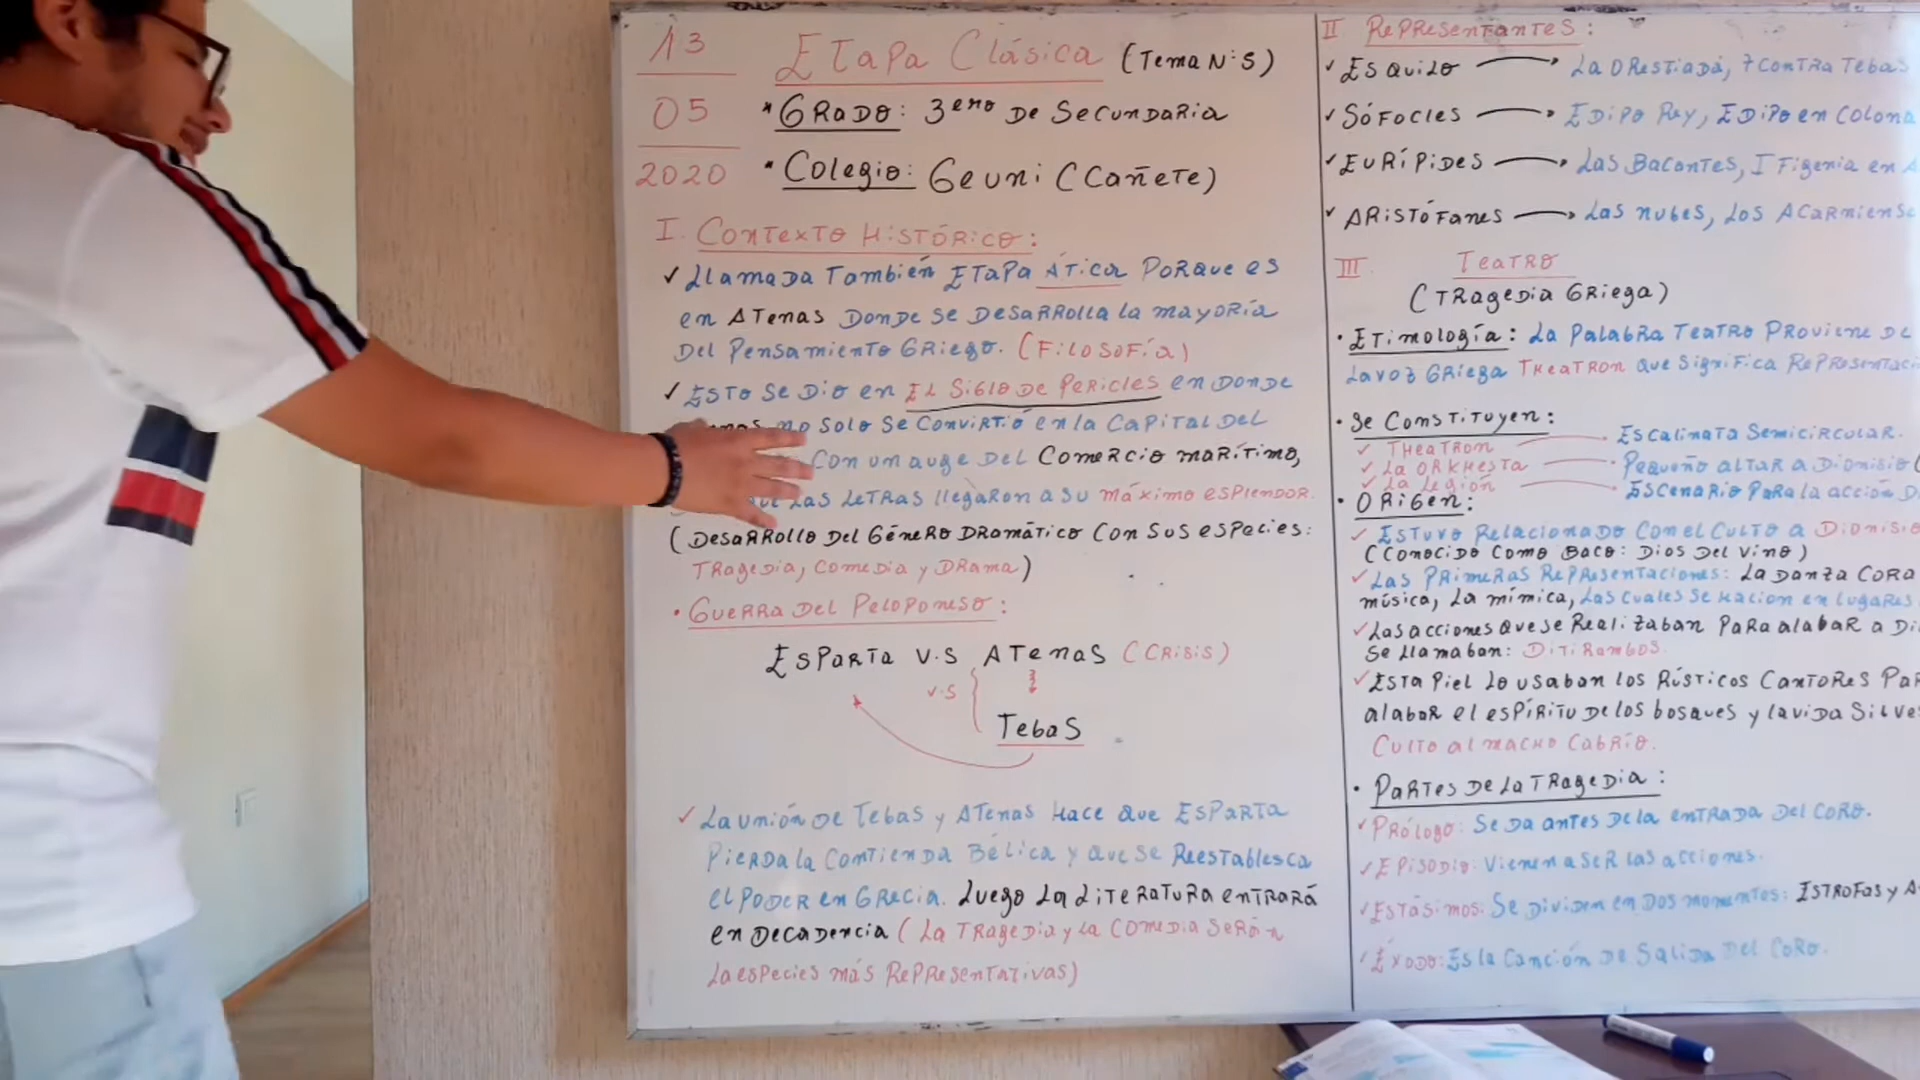 13
05
2020
Etapa Clásica (Tema N°5)
* Grado: 3ero de Secundaria
* Colegio: Geuni (Cañete)
I. Contexto Histórico:
✓ Llamada También Etapa Ática Porque es
en Atenas Donde se Desarrolla la mayoría
Del Pensamiento Griego. (Filosofía)
✓ Esto se Dio en El Siglo De Pericles en Donde
no solo se convirtió en la Capital Del
Con un auge Del Comercio marítimo,
Las Letras llegaron a su máximo esplendor.
(Desarrollo Del Género Dramático Con sus especies:
Tragedia, Comedia y Drama)
• Guerra Del Peloponeso:
Esparta V.S Atenas (Crisis)
V.S
Tebas
✓ La unión De Tebas y Atenas Hace que Esparta
Pierda la Contienda Bélica y que se Reestablesca
el poder en Grecia. Luego La Literatura entrará
en Decadencia (La Tragedia y La Comedia serán
La especies más Representativas)
II Representantes:
✓ Esquilo → La Orestiada, 7 Contra Tebas
✓ Sófocles → Edipo Rey, Edipo en Colona
✓ Eurípides → Las Bacantes, Ifigenia en A
✓ Aristófanes → Las nubes, Los Acarniense
III. Teatro
(Tragedia Griega)
• Etimología: La Palabra Teatro Proviene De
La voz Griega Theatron que significa Representaci
• Se Constituyen:
✓ Theatron — Escalinata Semicircular.
✓ La Orkhesta — Pequeño altar a Dionisio (
✓ La Legión — Escenario Para la acción D
• Origen:
✓ Estuvo Relacionado Con el Culto a Dionisio
(Conocido Como Baco: Dios Del Vino)
✓ Las Primeras Representaciones: La Danza Cora
música, La mímica, Las cuales se Hacion en Lugares
✓ Las acciones que se Realizaban Para alabar a Di
Se llamaban: Ditirambos.
✓ Esta Piel Lo usaban los Rústicos Cantores Par
alabar el espíritu De los bosques y la vida Silves
Culto al macho Cabrío.
• Partes De La Tragedia:
✓ Prólogo: Se Da antes De la entrada Del Coro.
✓ Episodio: Vienen a ser las acciones.
✓ Estásimos: Se Dividen en Dos momentos: Estrofas y A
✓ Éxodo: Es la Canción De Salida Del Coro.